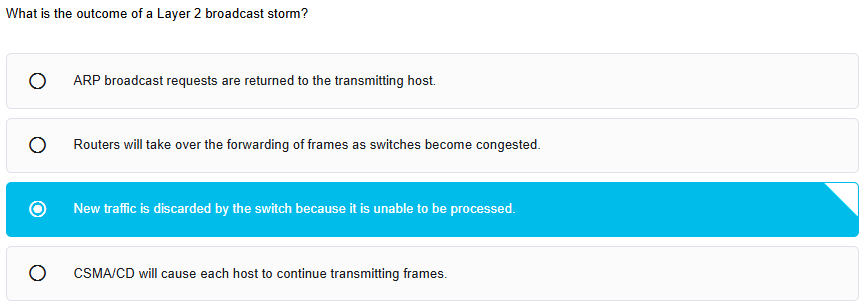 What is the outcome of a Layer 2 broadcast storm?
ARP broadcast requests are returned to the transmitting host.
Routers will take over the forwarding of frames as switches become congested.
New traffic is discarded by the switch because it is unable to be processed.
CSMA/CD will cause each host to continue transmitting frames.